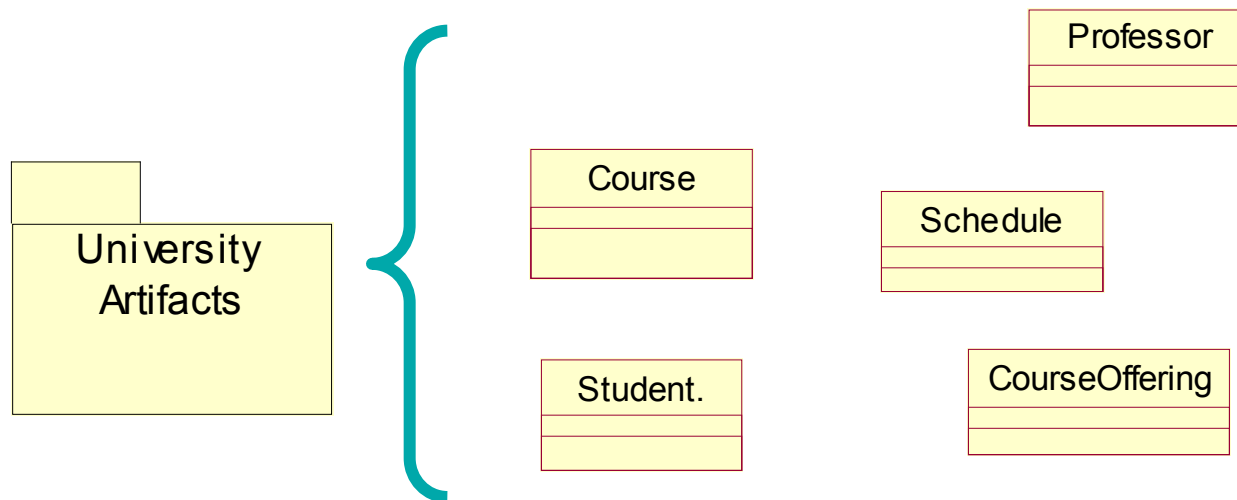 University
Artifacts
Professor
Course
Schedule
Student.
CourseOffering